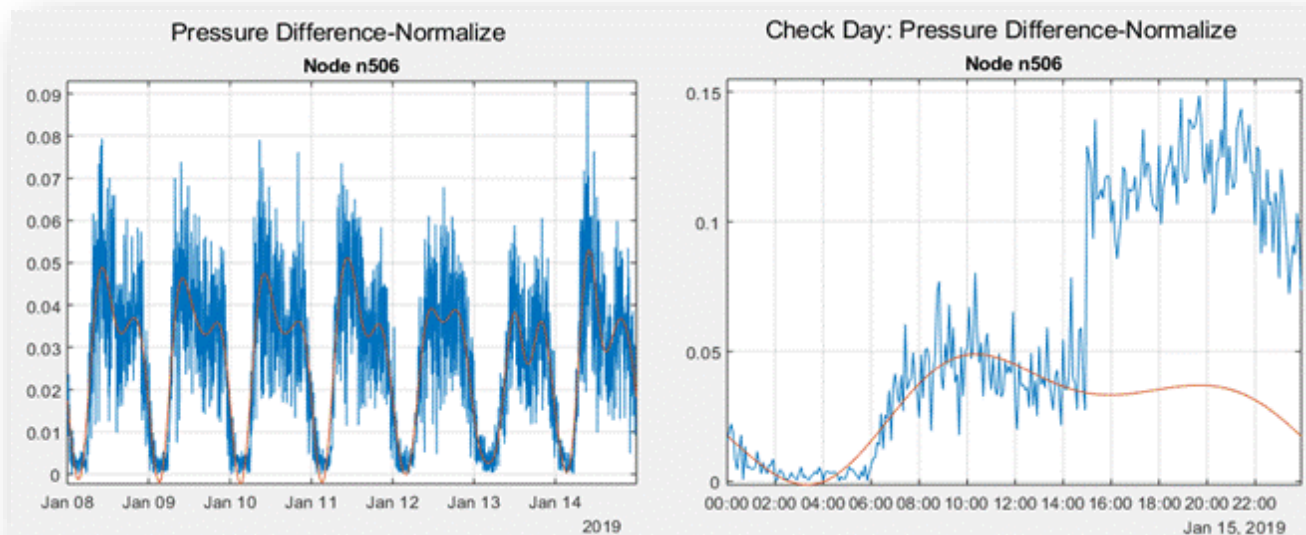 Pressure Difference-Normalize
Node n506
0.09
0.08
0.07
0.06
0.05
0.04
0.03
0.02
0.01
0
Jan 08 Jan 09 Jan 10 Jan 11 Jan 12 Jan 13 Jan 14
2019
Check Day: Pressure Difference-Normalize
Node n506
0.15
0.1
0.05
0
00:00 02:00 04:00 06:00 08:00 10:00 12:00 14:00 16:00 18:00 20:00 22:00
Jan 15, 2019